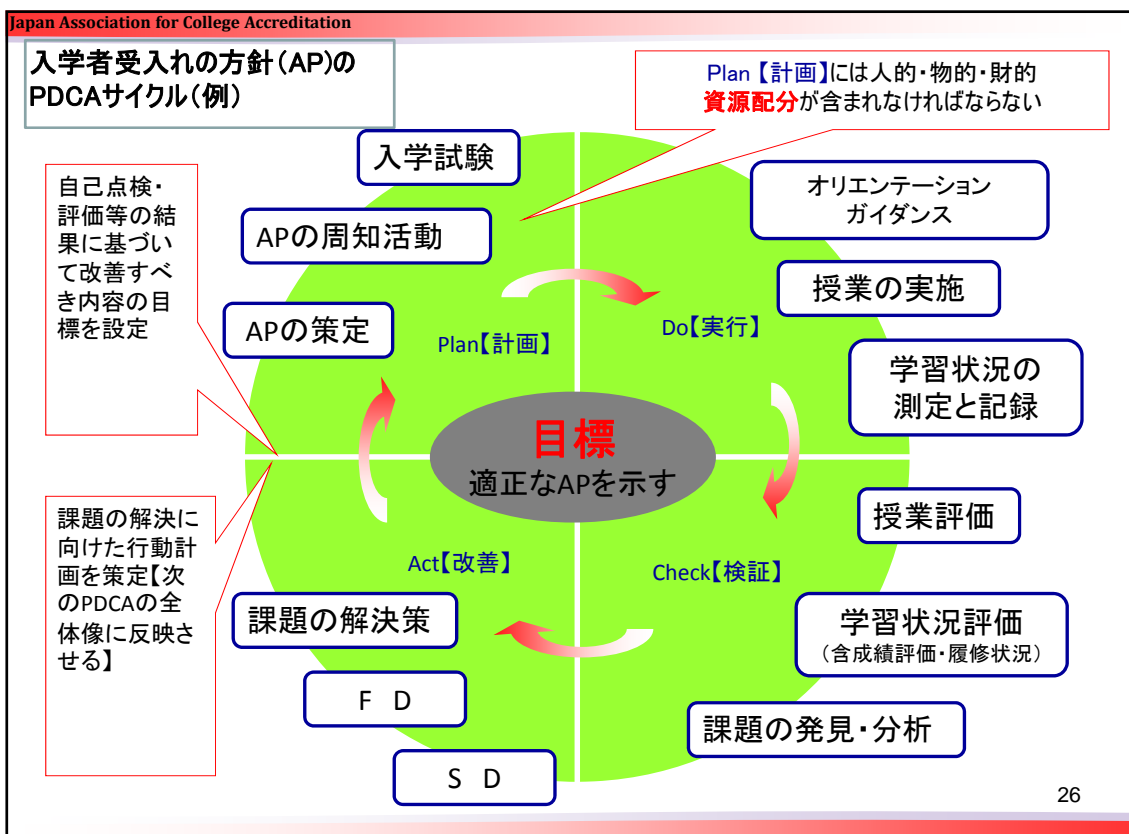 Japan Association for College Accreditation
入学者受入れの方針(AP)の
PDCAサイクル(例)
Plan【計画】には人的・物的・財的
資源配分が含まれなければならない
入学試験
APの周知活動
APの策定
自己点検・
評価等の結
果に基づい
て改善すべ
き内容の目
標を設定
Plan【計画】
Do【実行】
オリエンテーション
ガイダンス
授業の実施
学習状況の
測定と記録
目標
適正なAPを示す
授業評価
学習状況評価
(含成績評価・履修状況)
課題の発見・分析
Check【検証】
Act【改善】
課題の解決策
F D
S D
課題の解決に
向けた行動計
画を策定【次
のPDCAの全
体像に反映さ
せる】
26